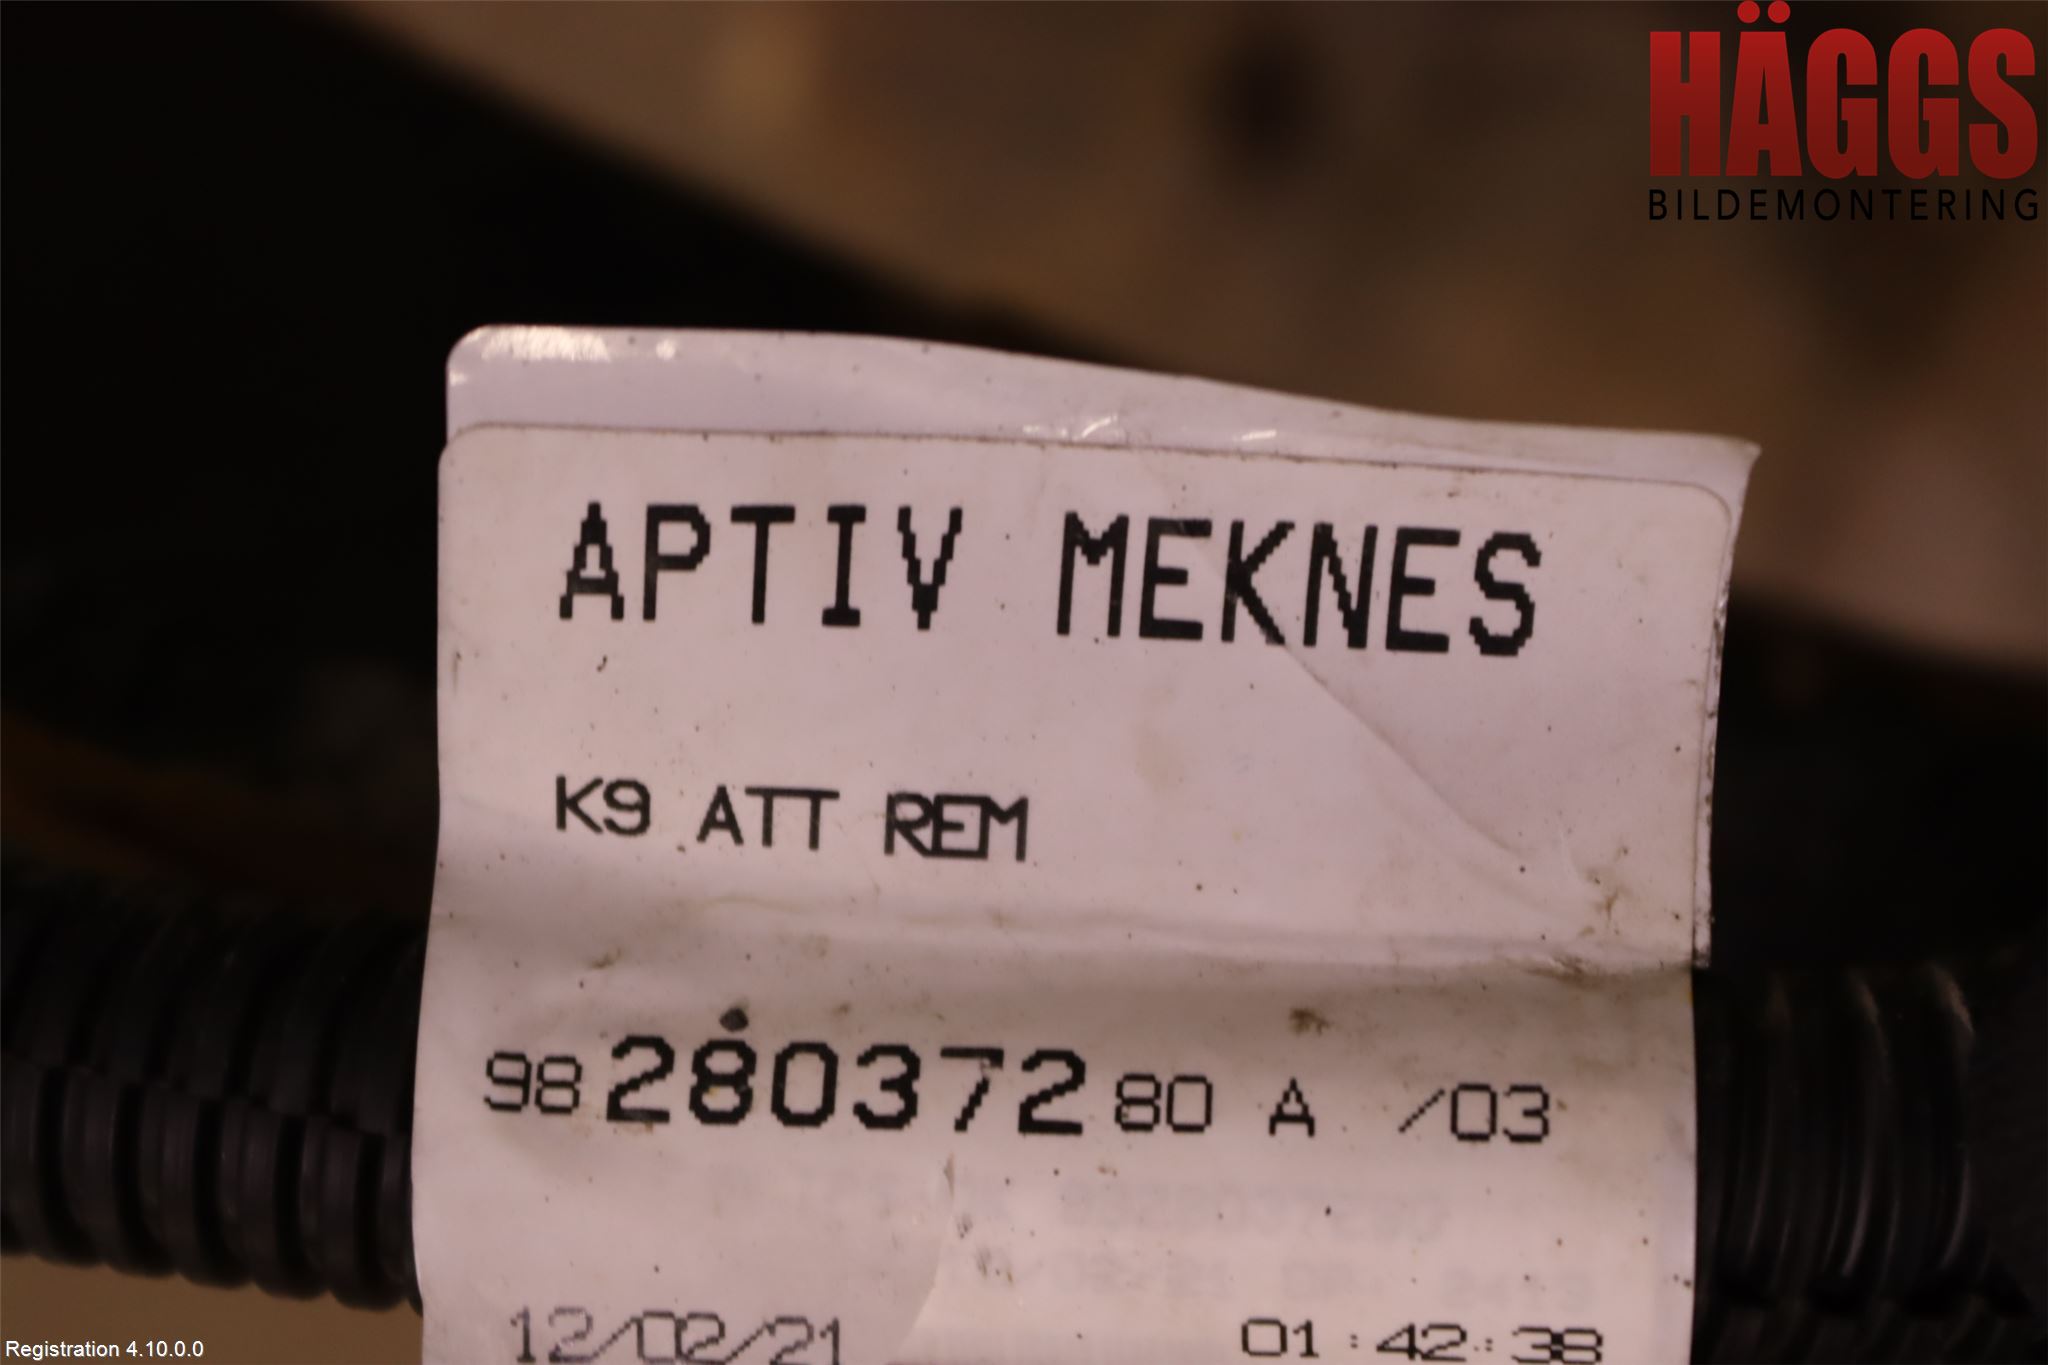 HÄGGS
BILDEMONTERING
APTIV MEKNES
K9 ATT REM
98 280372 80 A /03
12/02/21 01:42:38
Registration 4.10.0.0